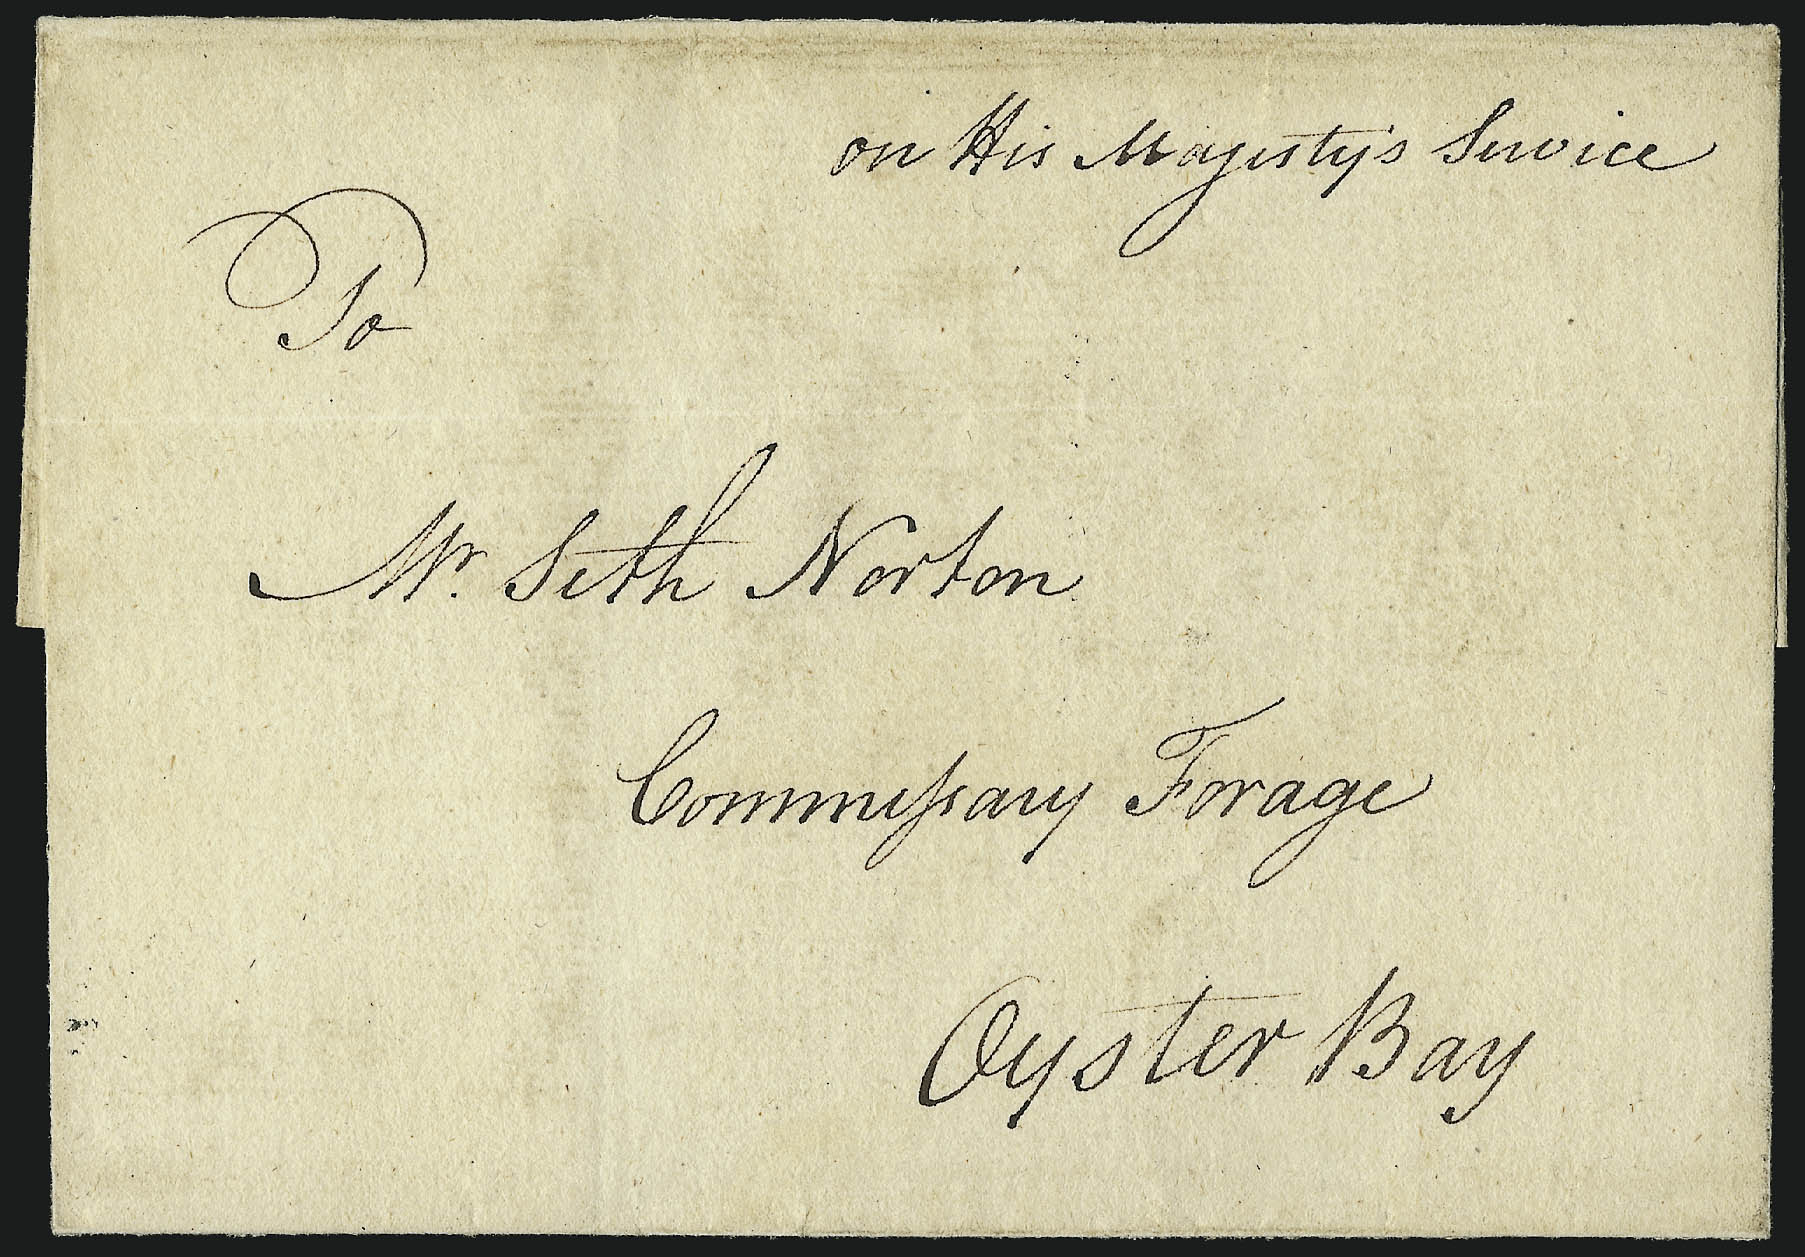 on His Majesty's Service
To
Mr. Seth Norton
Commiſsary Forage
Oyster Bay